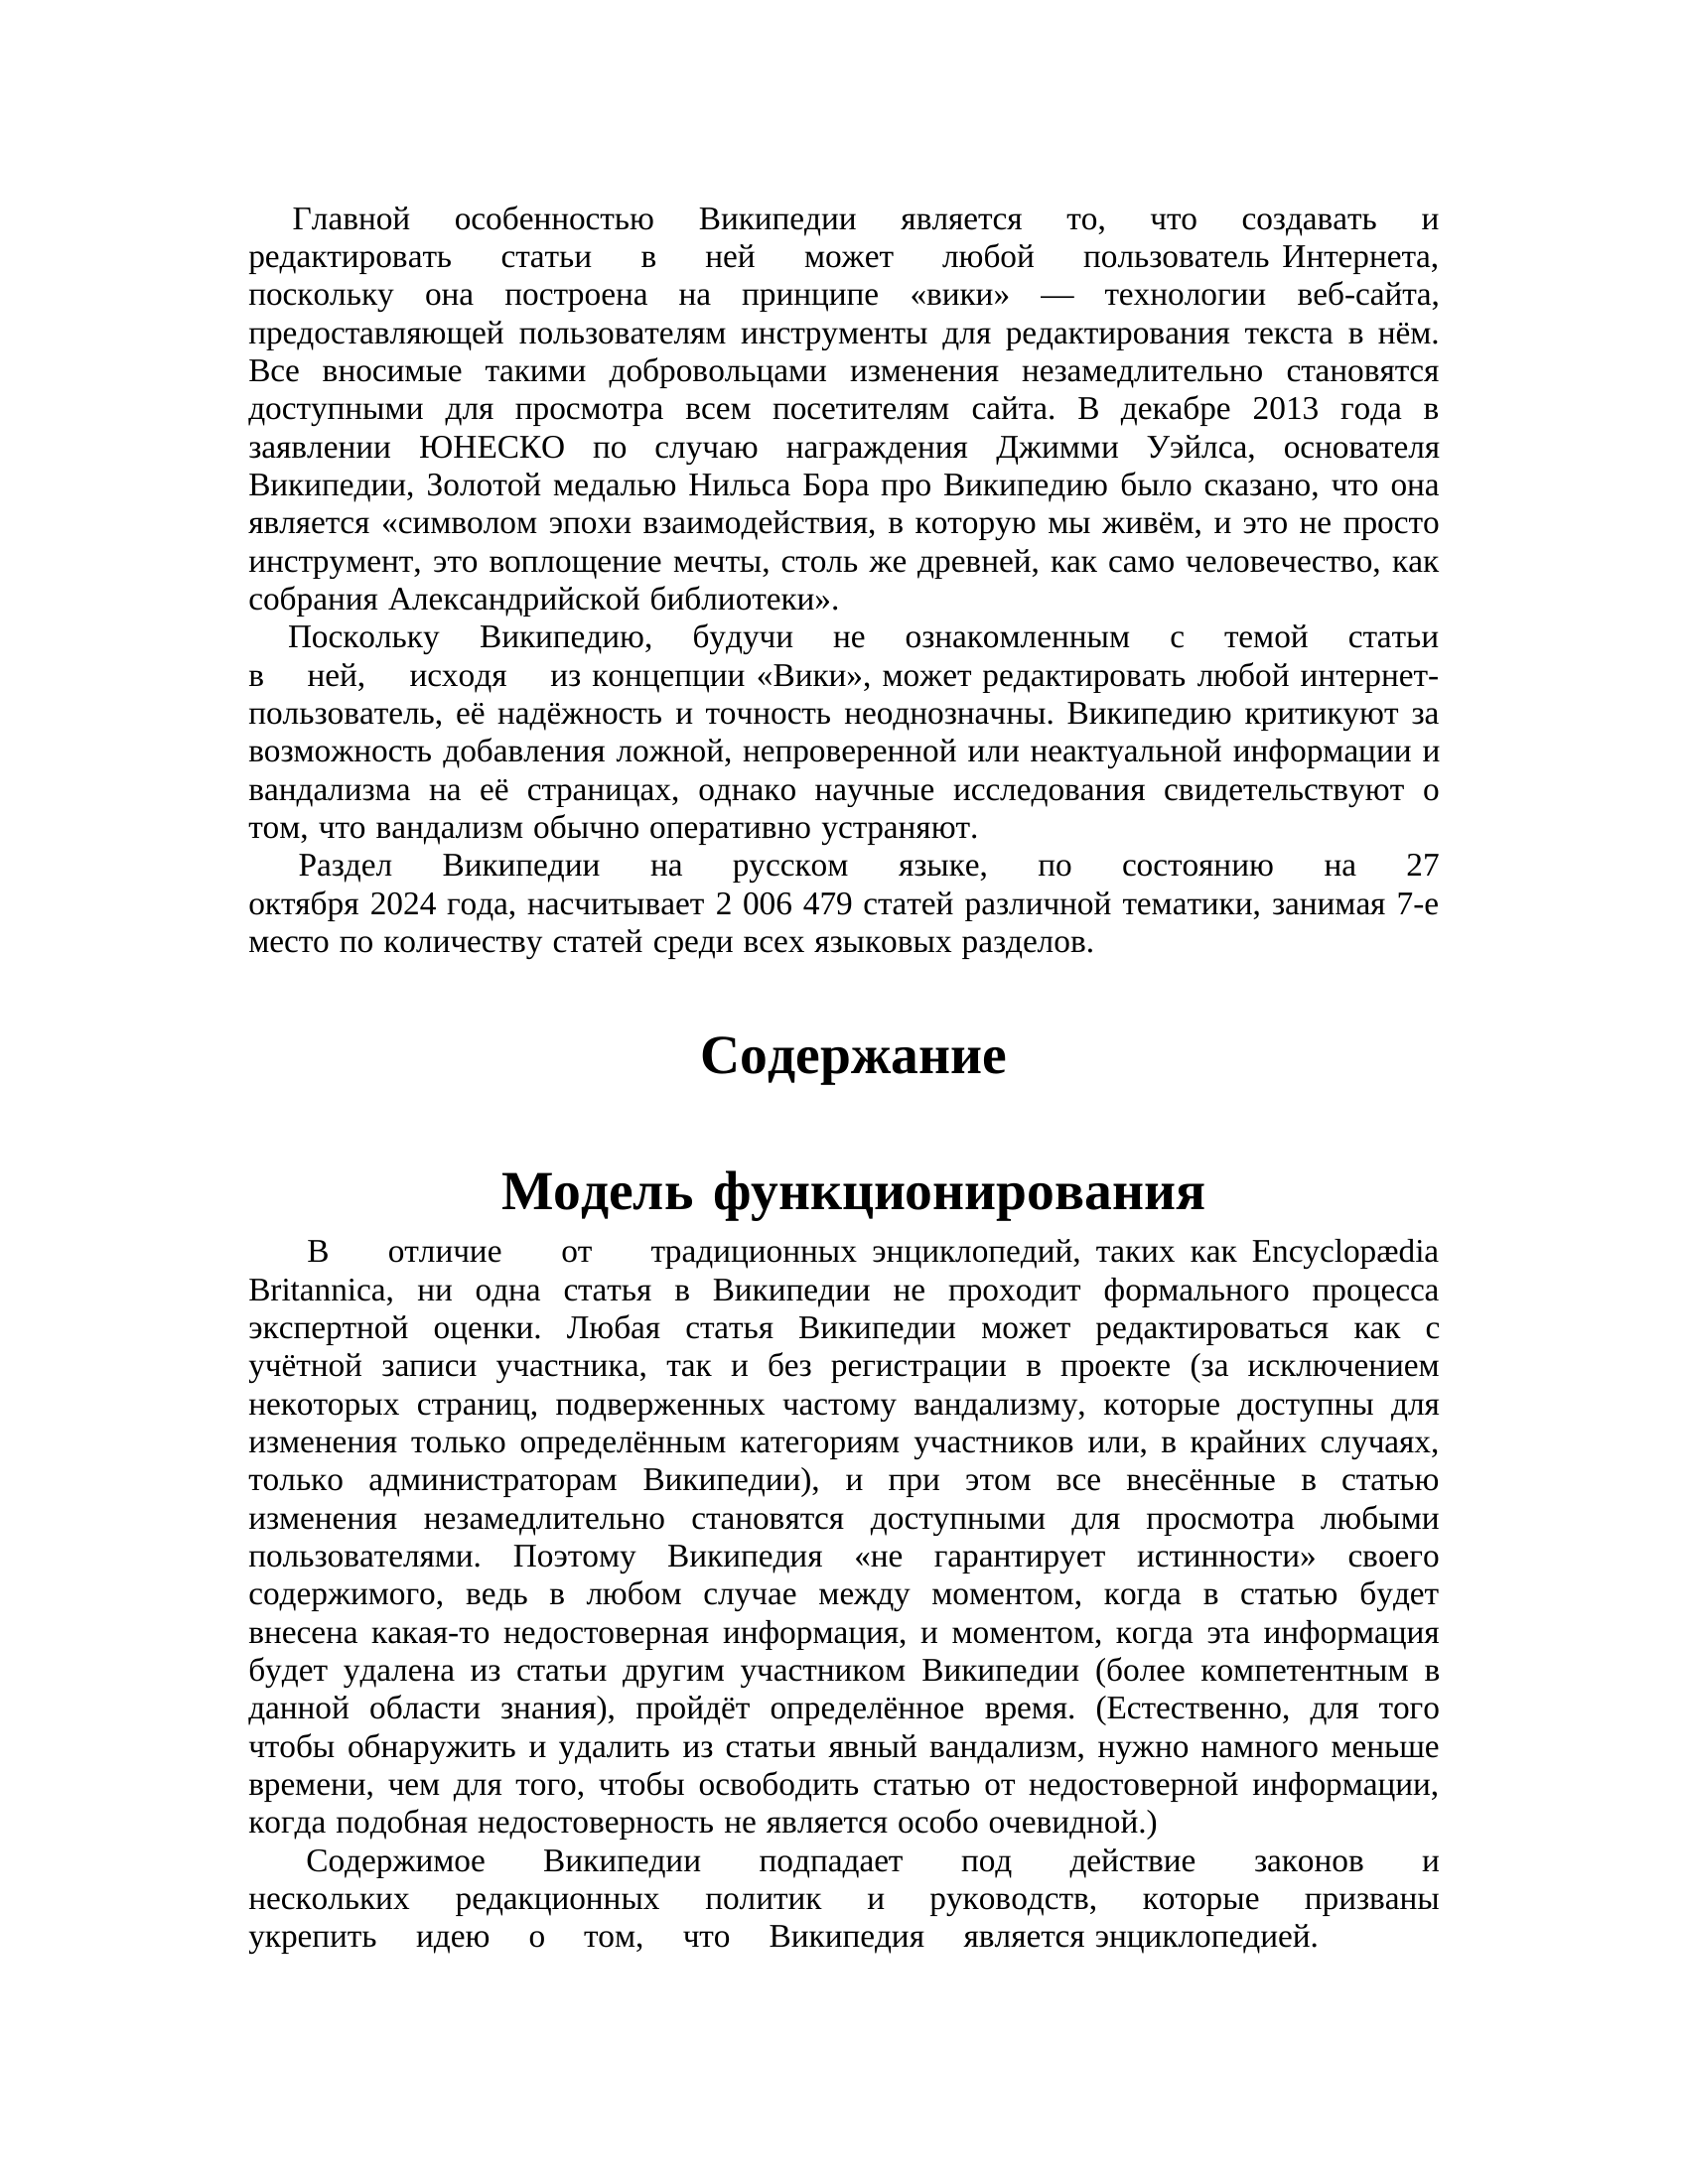 Главной особенностью Википедии является то, что создавать и
редактировать статьи в ней может любой пользователь Интернета,
поскольку она построена на принципе «вики» — технологии веб-сайта,
предоставляющей пользователям инструменты для редактирования текста в нём.
Все вносимые такими добровольцами изменения незамедлительно становятся
доступными для просмотра всем посетителям сайта. В декабре 2013 года в
заявлении ЮНЕСКО по случаю награждения Джимми Уэйлса, основателя
Википедии, Золотой медалью Нильса Бора про Википедию было сказано, что она
является «символом эпохи взаимодействия, в которую мы живём, и это не просто
инструмент, это воплощение мечты, столь же древней, как само человечество, как
собрания Александрийской библиотеки».
Поскольку Википедию, будучи не ознакомленным с темой статьи
в ней, исходя из концепции «Вики», может редактировать любой интернет-
пользователь, её надёжность и точность неоднозначны. Википедию критикуют за
возможность добавления ложной, непроверенной или неактуальной информации и
вандализма на её страницах, однако научные исследования свидетельствуют о
том, что вандализм обычно оперативно устраняют.
Раздел Википедии на русском языке, по состоянию на 27
октября 2024 года, насчитывает 2 006 479 статей различной тематики, занимая 7-е
место по количеству статей среди всех языковых разделов.
Содержание
Модель функционирования
В отличие от традиционных энциклопедий, таких как Encyclopædia
Britannica, ни одна статья в Википедии не проходит формального процесса
экспертной оценки. Любая статья Википедии может редактироваться как с
учётной записи участника, так и без регистрации в проекте (за исключением
некоторых страниц, подверженных частому вандализму, которые доступны для
изменения только определённым категориям участников или, в крайних случаях,
только администраторам Википедии), и при этом все внесённые в статью
изменения незамедлительно становятся доступными для просмотра любыми
пользователями. Поэтому Википедия «не гарантирует истинности» своего
содержимого, ведь в любом случае между моментом, когда в статью будет
внесена какая-то недостоверная информация, и моментом, когда эта информация
будет удалена из статьи другим участником Википедии (более компетентным в
данной области знания), пройдёт определённое время. (Естественно, для того
чтобы обнаружить и удалить из статьи явный вандализм, нужно намного меньше
времени, чем для того, чтобы освободить статью от недостоверной информации,
когда подобная недостоверность не является особо очевидной.)
Содержимое Википедии подпадает под действие законов и
нескольких редакционных политик и руководств, которые призваны
укрепить идею о том, что Википедия является энциклопедией.